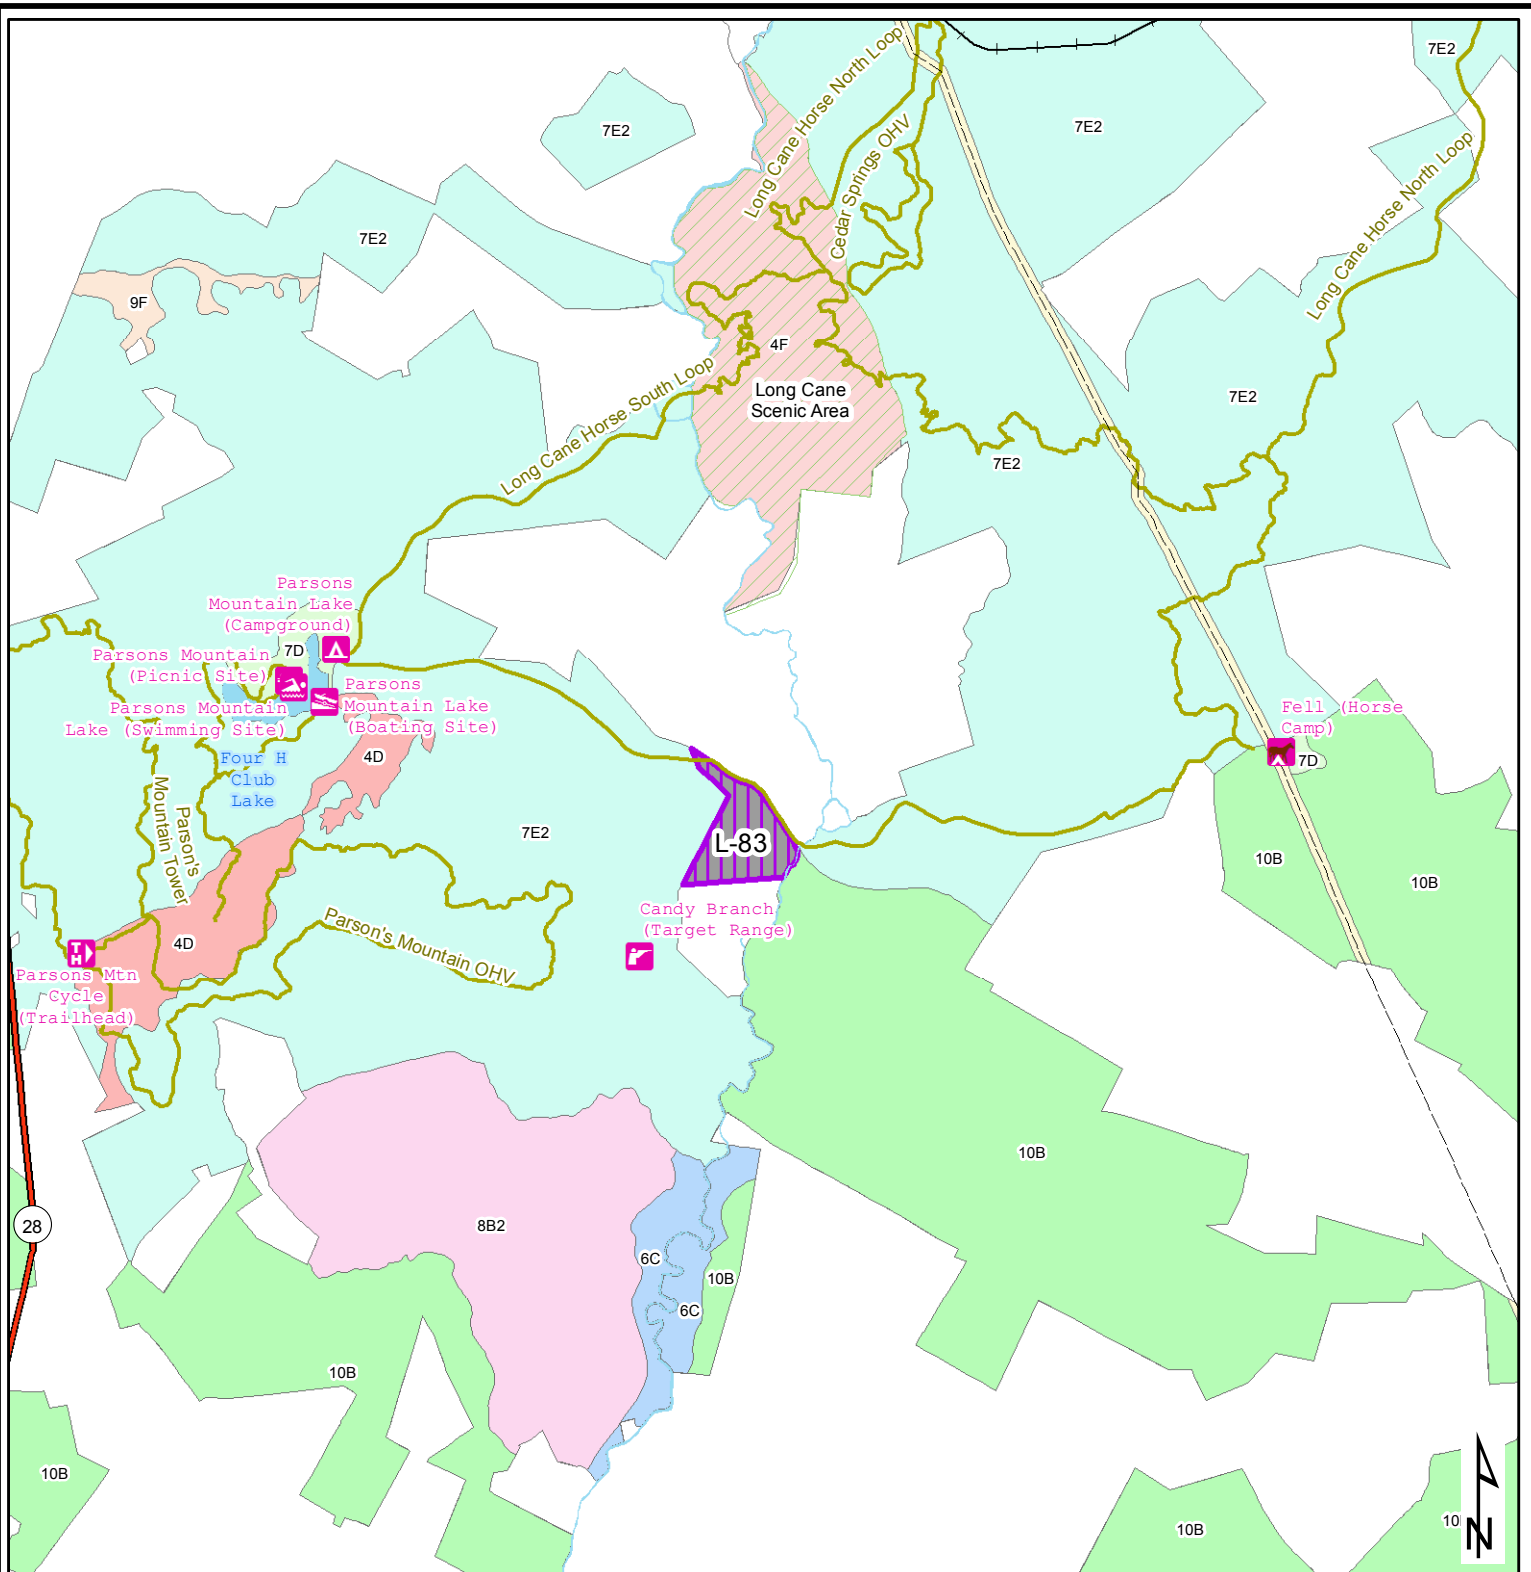 7E2
Long Cane Horse North Loop
7E2
7E2
Cedar Springs OHV
Long Cane Horse North Loop
7E2
9F
4F
Long Cane
Scenic Area
7E2
Long Cane Horse South Loop
7E2
Parsons
Mountain Lake
(Campground)
7D
Parsons Mountain
(Picnic Site)
Parsons
Mountain Lake
(Boating Site)
Parsons Mountain
Lake (Swimming Site)
Four H
Club
Lake
4D
Fell (Horse
Camp)
7D
Parson's
Mountain Tower
7E2
L-83
10B
10B
Candy Branch
(Target Range)
Parson's Mountain OHV
4D
T
H
Parsons Mtn
Cycle
(Trailhead)
10B
28
8B2
6C
10B
6C
10B
10B
10B
10
N